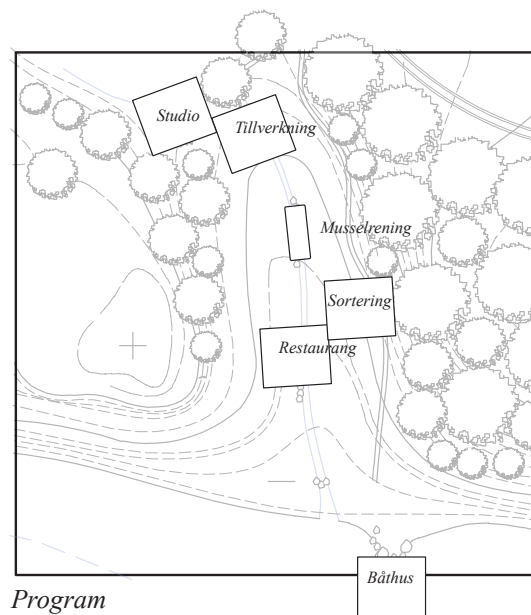 Studio
Tillverkning
Musselrening
Sortering
Restaurang
Båthus
Program